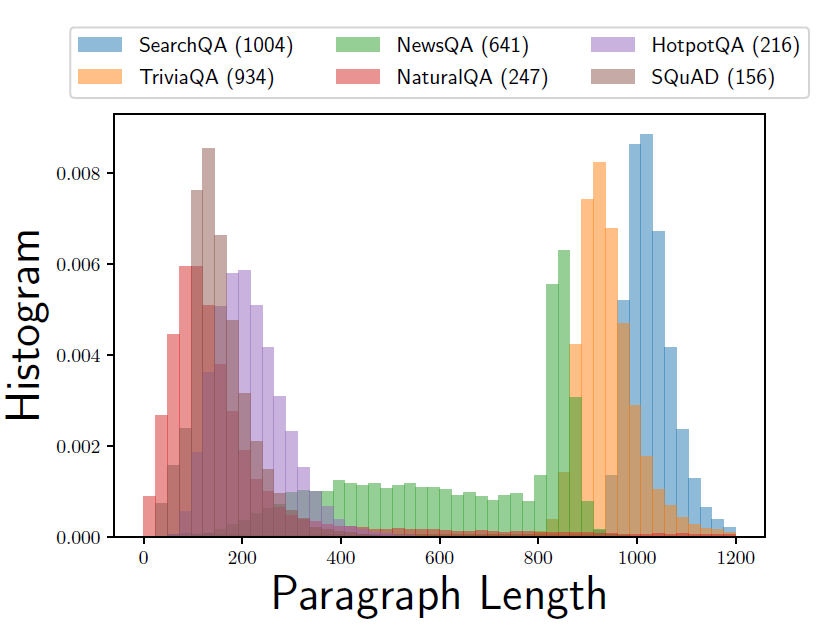 SearchQA (1004) NewsQA (641) HotpotQA (216)
TriviaQA (934) NaturalQA (247) SQuAD (156)
Histogram
0.008
0.006
0.004
0.002
0.000
0 200 400 600 800 1000 1200
Paragraph Length